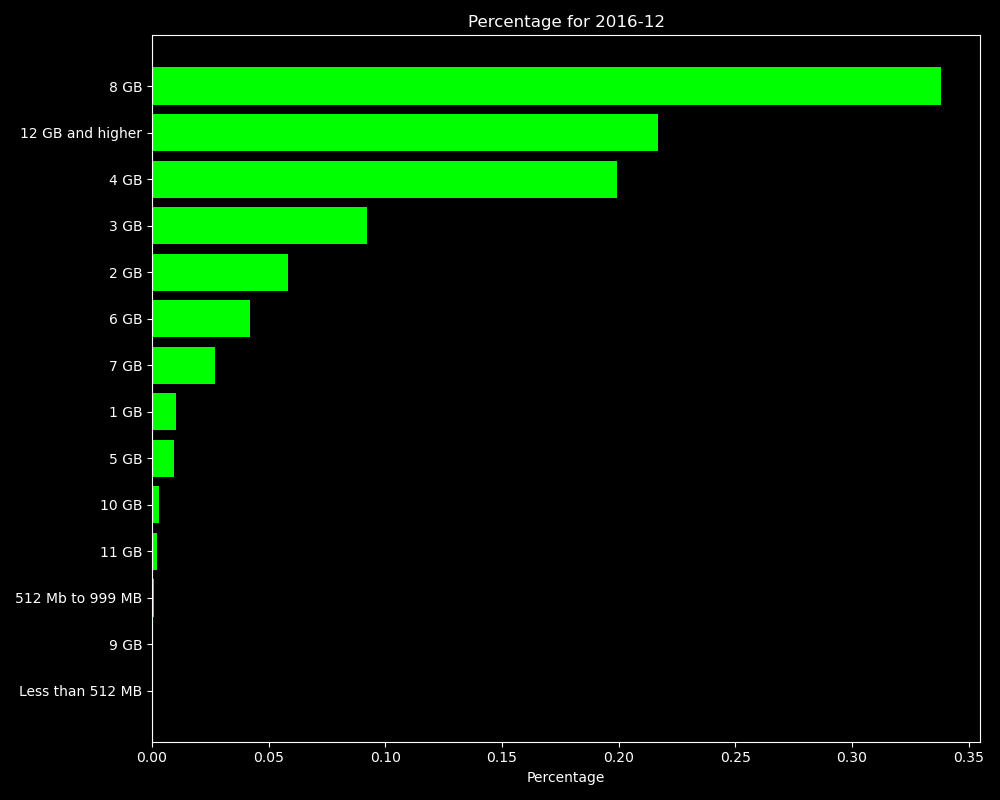 Percentage for 2016-12
8 GB
12 GB and higher
4 GB
3 GB
2 GB
6 GB
7 GB
1 GB
5 GB
10 GB
11 GB
512 Mb to 999 MB
9 GB
Less than 512 MB
0.00 0.05 0.10 0.15 0.20 0.25 0.30 0.35
Percentage